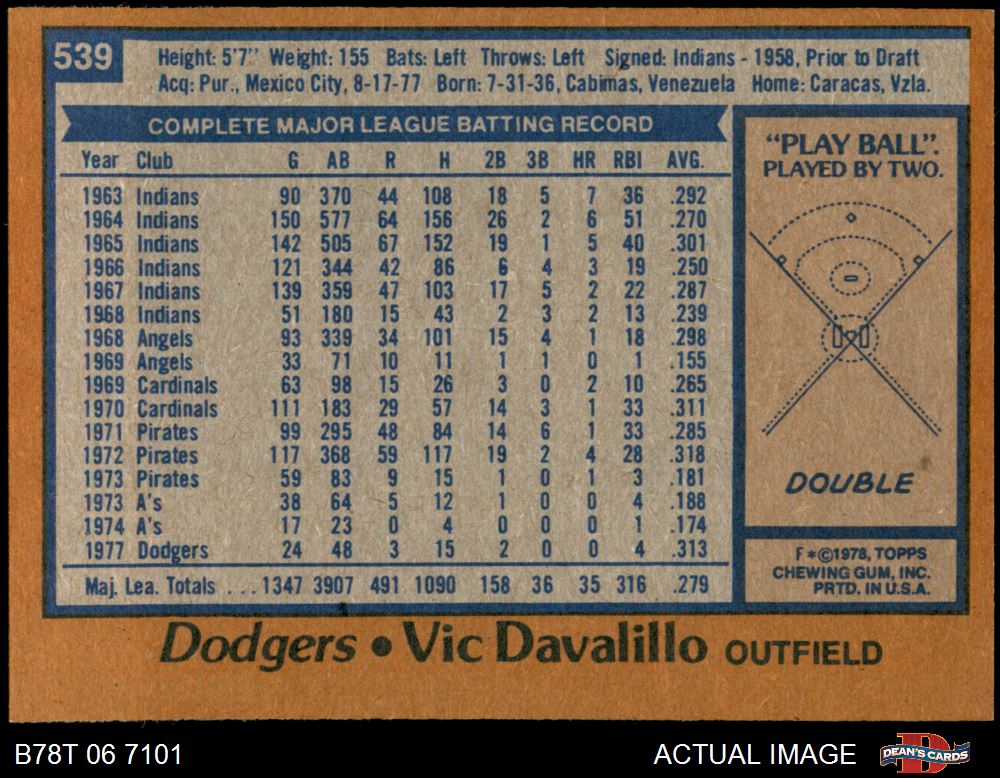 539
Height: 5'7" Weight: 155 Bats: Left Throws: Left Signed: Indians - 1958, Prior to Draft
Acq: Pur., Mexico City, 8-17-77 Born: 7-31-36, Cabimas, Venezuela Home: Caracas, Vzla.
COMPLETE MAJOR LEAGUE BATTING RECORD
Year Club G AB R H 2B 3B HR RBI AVG.
1963 Indians 90 370 44 108 18 5 7 36 .292
1964 Indians 150 577 64 156 26 2 6 51 .270
1965 Indians 142 505 67 152 19 1 5 40 .301
1966 Indians 121 344 42 86 6 4 3 19 .250
1967 Indians 139 359 47 103 17 5 2 22 .287
1968 Indians 51 180 15 43 2 3 2 13 .239
1968 Angels 93 339 34 101 15 4 1 18 .298
1969 Angels 33 71 10 11 1 1 0 1 .155
1969 Cardinals 63 98 15 26 3 0 2 10 .265
1970 Cardinals 111 183 29 57 14 3 1 33 .311
1971 Pirates 99 295 48 84 14 6 1 33 .285
1972 Pirates 117 368 59 117 19 2 4 28 .318
1973 Pirates 59 83 9 15 1 0 1 3 .181
1973 A's 38 64 5 12 1 0 0 4 .188
1974 A's 17 23 0 4 0 0 0 1 .174
1977 Dodgers 24 48 3 15 2 0 0 4 .313
Maj. Lea. Totals ...1347 3907 491 1090 158 36 35 316 .279
"PLAY BALL".
PLAYED BY TWO.
DOUBLE
F*©1978, TOPPS
CHEWING GUM, INC.
PRTD. IN U.S.A.
Dodgers • Vic Davalillo OUTFIELD
B78T 06 7101
ACTUAL IMAGE
DEAN'S CARDS